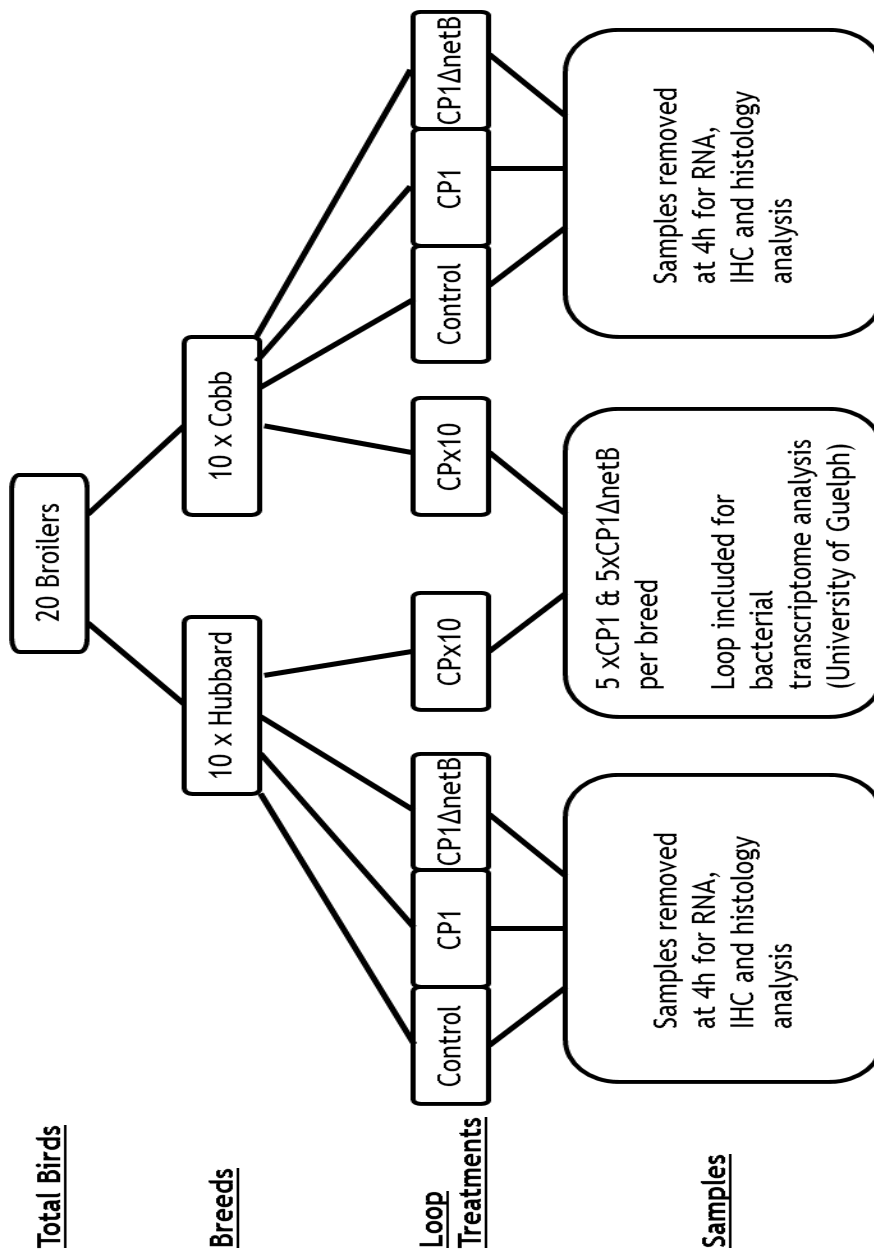 Total Birds
20 Broilers
Breeds
10 x Hubbard
10 x Cobb
Loop
Treatments
Control
CP1
CP1ΔnetB
CPx10
CPx10
Control
CP1
CP1ΔnetB
Samples
Samples removed
at 4h for RNA,
IHC and histology
analysis
5 xCP1 & 5xCP1ΔnetB
per breed
Loop included for
bacterial
transcriptome analysis
(University of Guelph)
Samples removed
at 4h for RNA,
IHC and histology
analysis